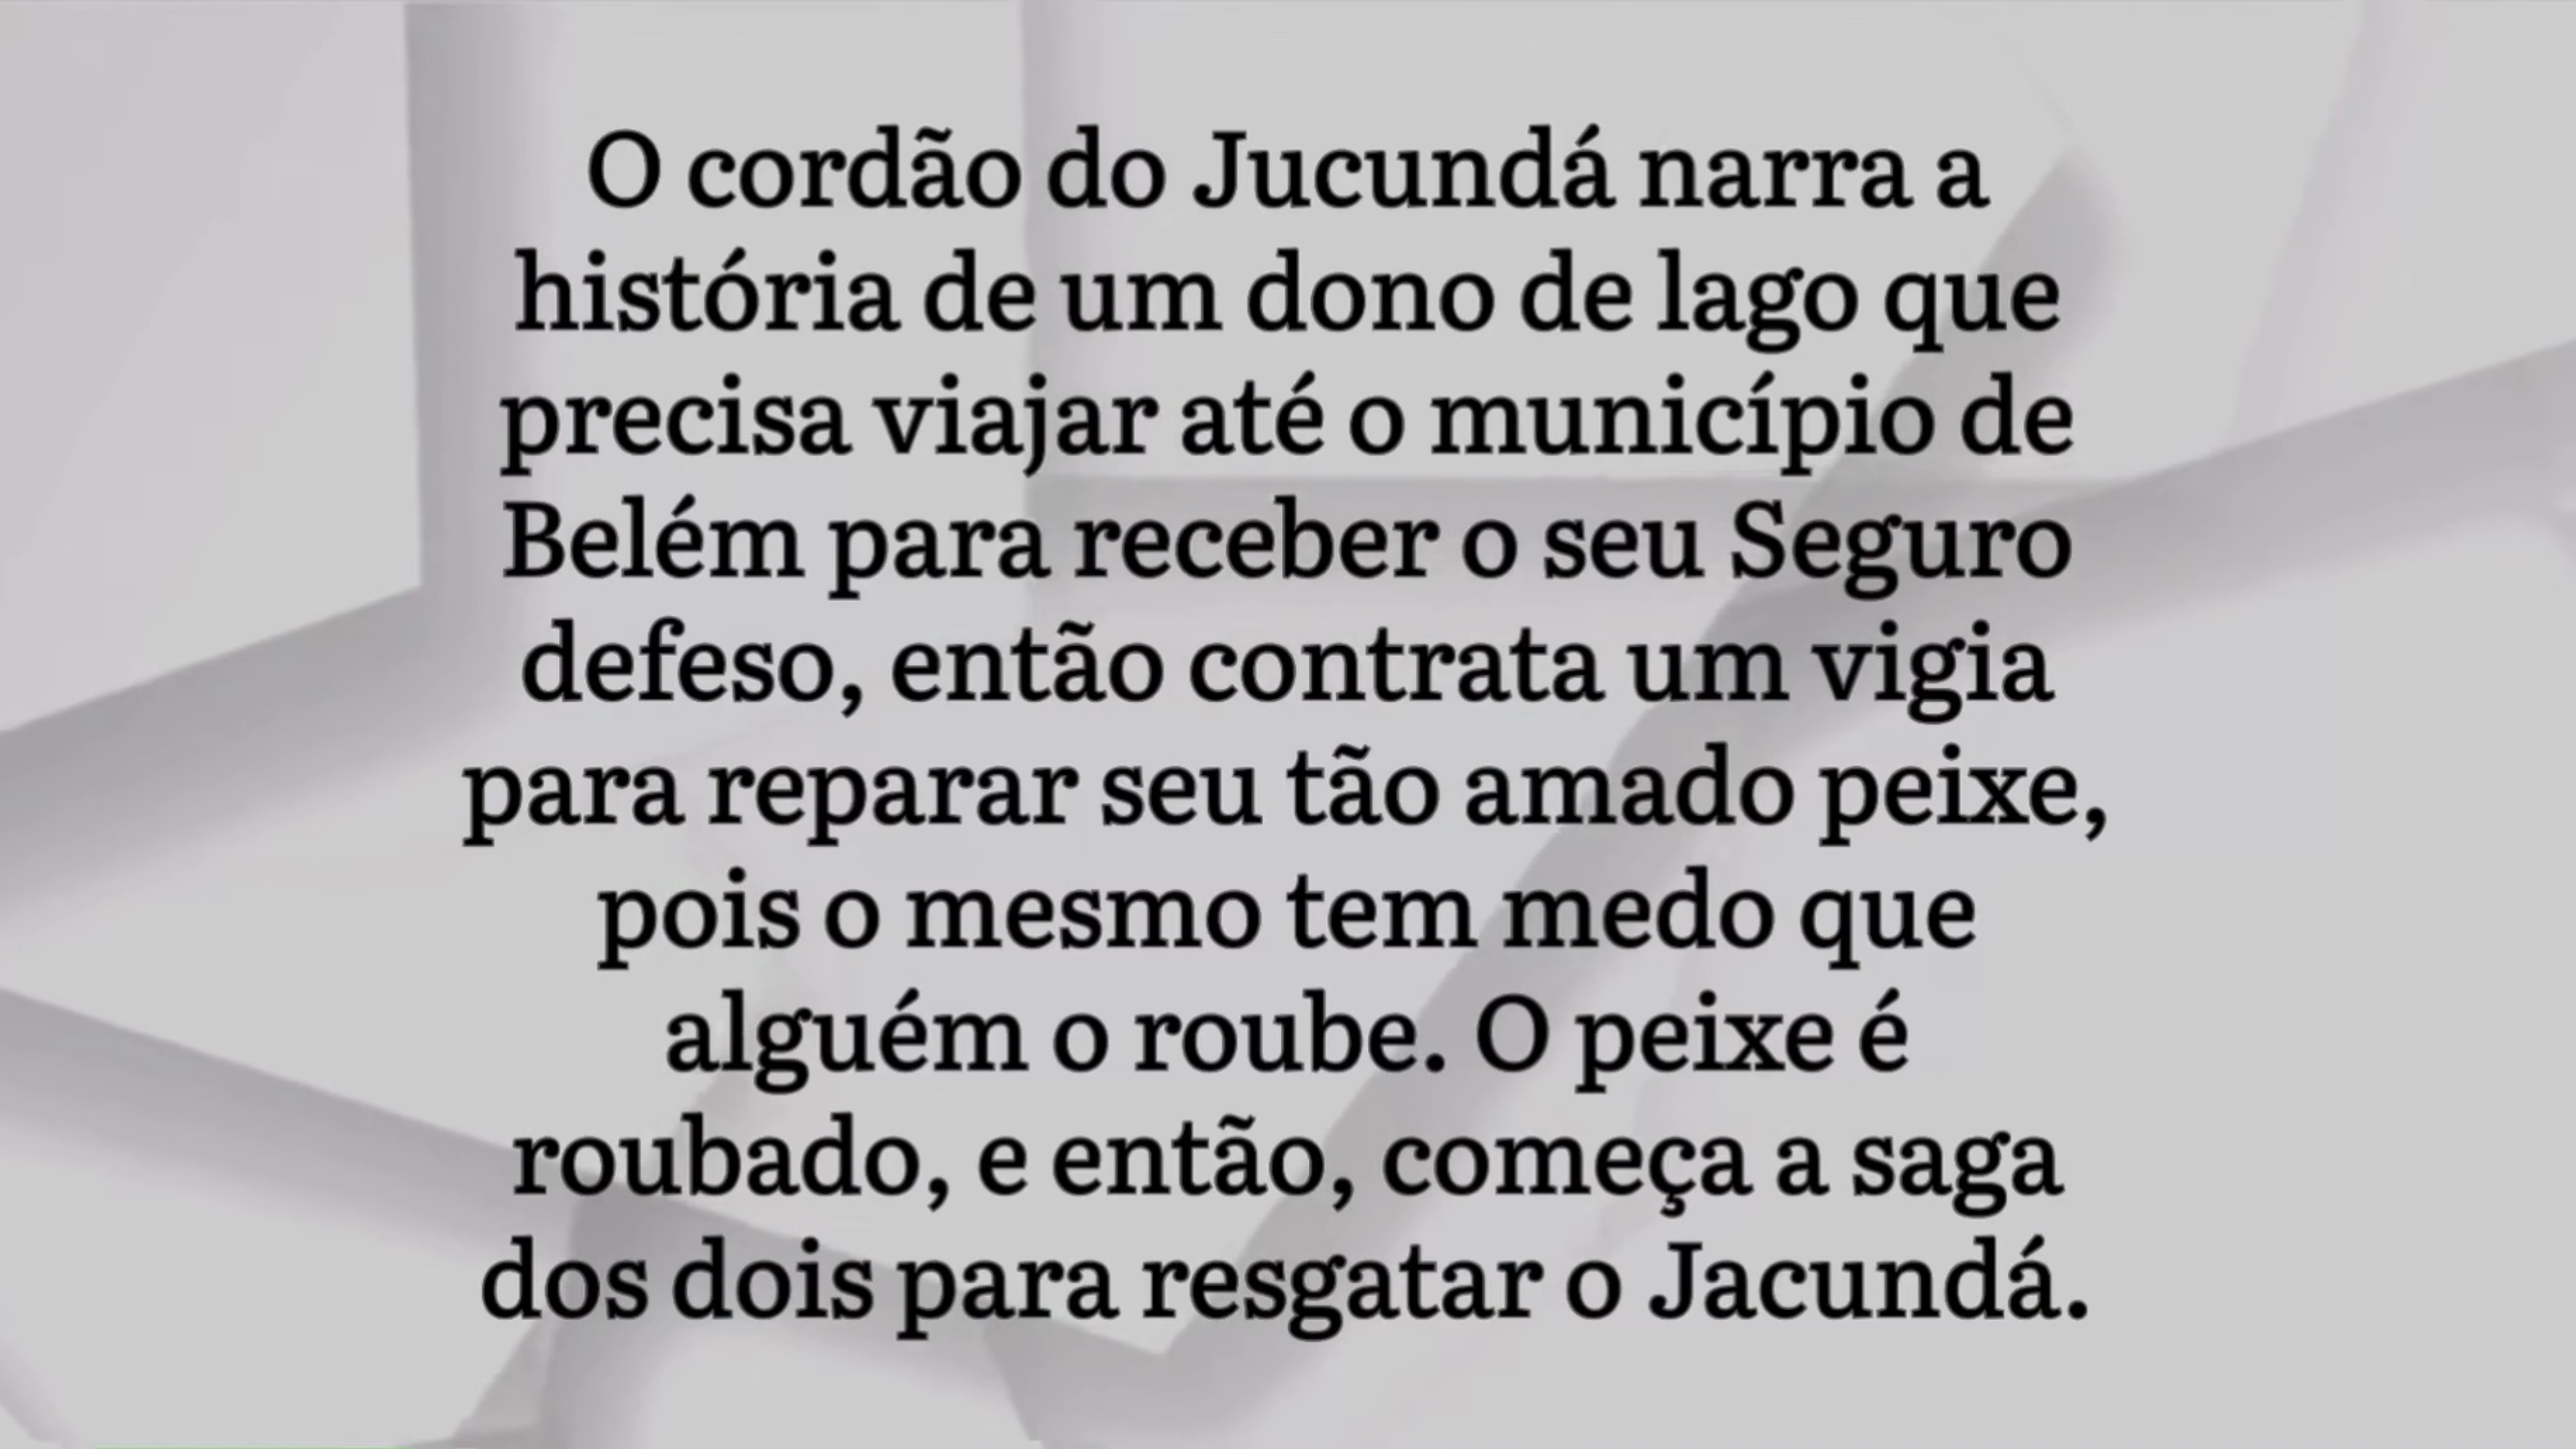 O cordão do Jucundá narra a
história de um dono de lago que
precisa viajar até o município de
Belém para receber o seu Seguro
defeso, então contrata um vigia
para reparar seu tão amado peixe,
pois o mesmo tem medo que
alguém o roube. O peixe é
roubado, e então, começa a saga
dos dois para resgatar o Jacundá.